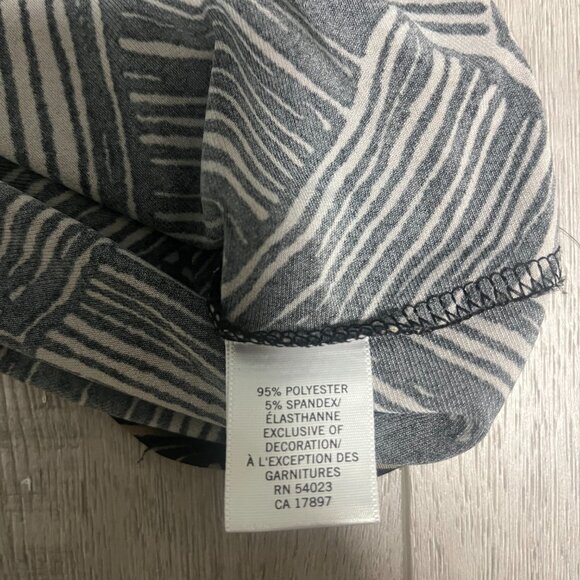 95% POLYESTER
5% SPANDEX/
ÉLASTHANNE
EXCLUSIVE OF
DECORATION/
À L'EXCEPTION DES
GARNITURES
RN 54023
CA 17897